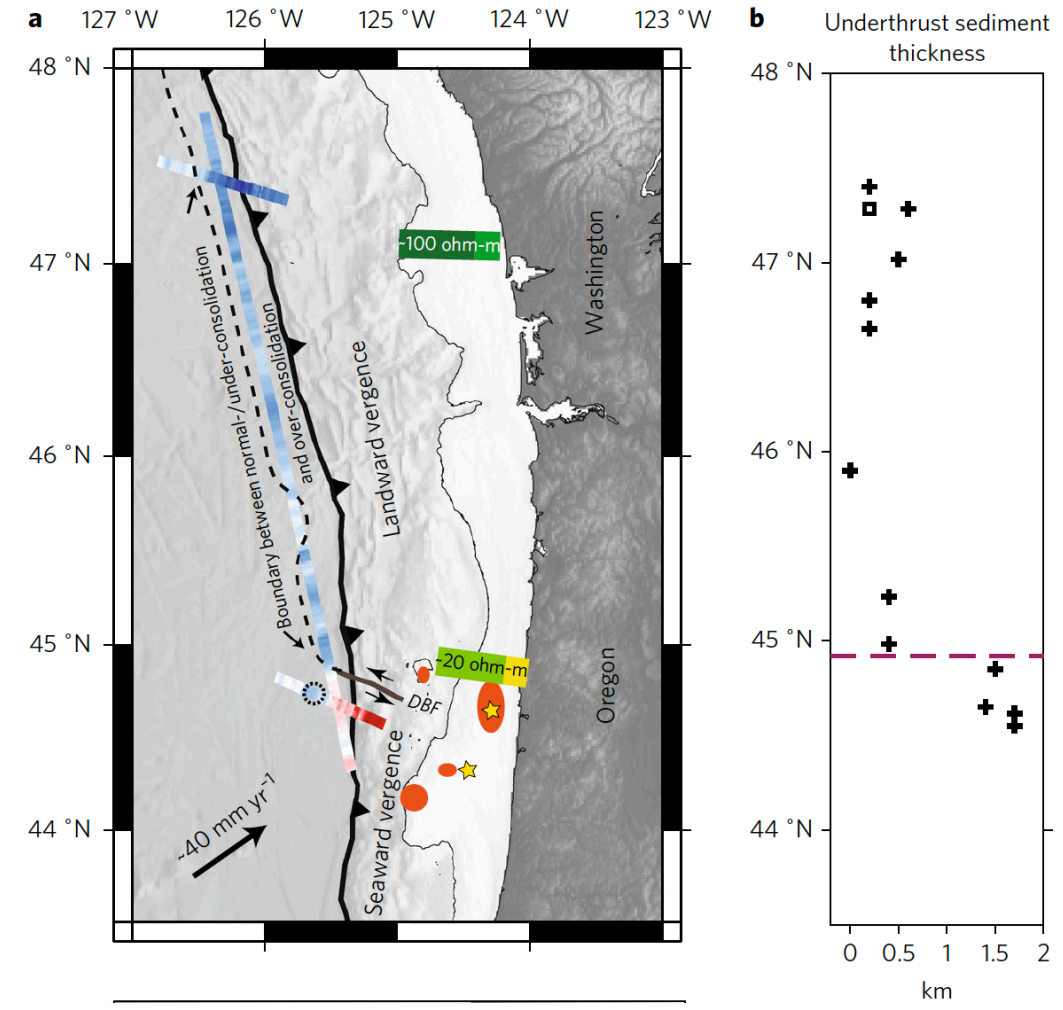 a
127 °W
126 °W
125 °W
124 °W
123 °W
48 °N
47 °N
46 °N
45 °N
44 °N
~100 ohm-m
Washington
Boundary between normal-/under-consolidation
and over-consolidation
Landward vergence
~20 ohm-m
DBF
Oregon
Seaward vergence
~40 mm yr⁻¹
b
Underthrust sediment
thickness
48 °N
47 °N
46 °N
45 °N
44 °N
0 0.5 1 1.5 2
km